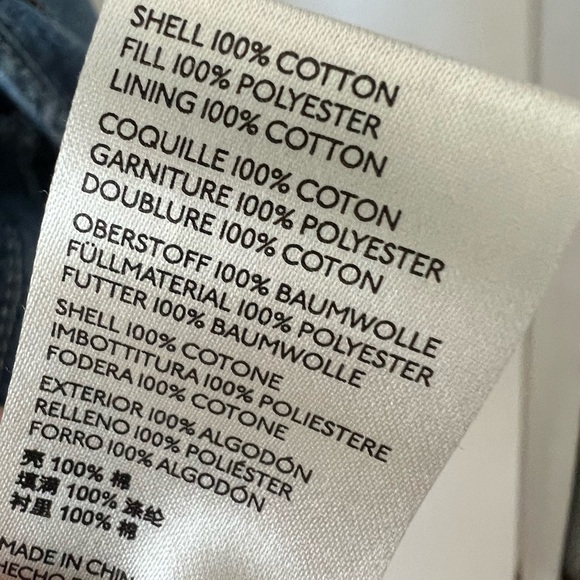 SHELL 100% COTTON
FILL 100% POLYESTER
LINING 100% COTTON
COQUILLE 100% COTON
GARNITURE 100% POLYESTER
DOUBLURE 100% COTON
OBERSTOFF 100% BAUMWOLLE
FÜLLMATERIAL 100% POLYESTER
FUTTER 100% BAUMWOLLE
SHELL 100% COTONE
IMBOTTITURA 100% POLIESTERE
FODERA 100% COTONE
EXTERIOR 100% ALGODÓN
RELLENO 100% POLIÉSTER
FORRO 100% ALGODÓN
壳 100% 棉
填满 100% 涤纶
衬里 100% 棉
MADE IN
HECHO